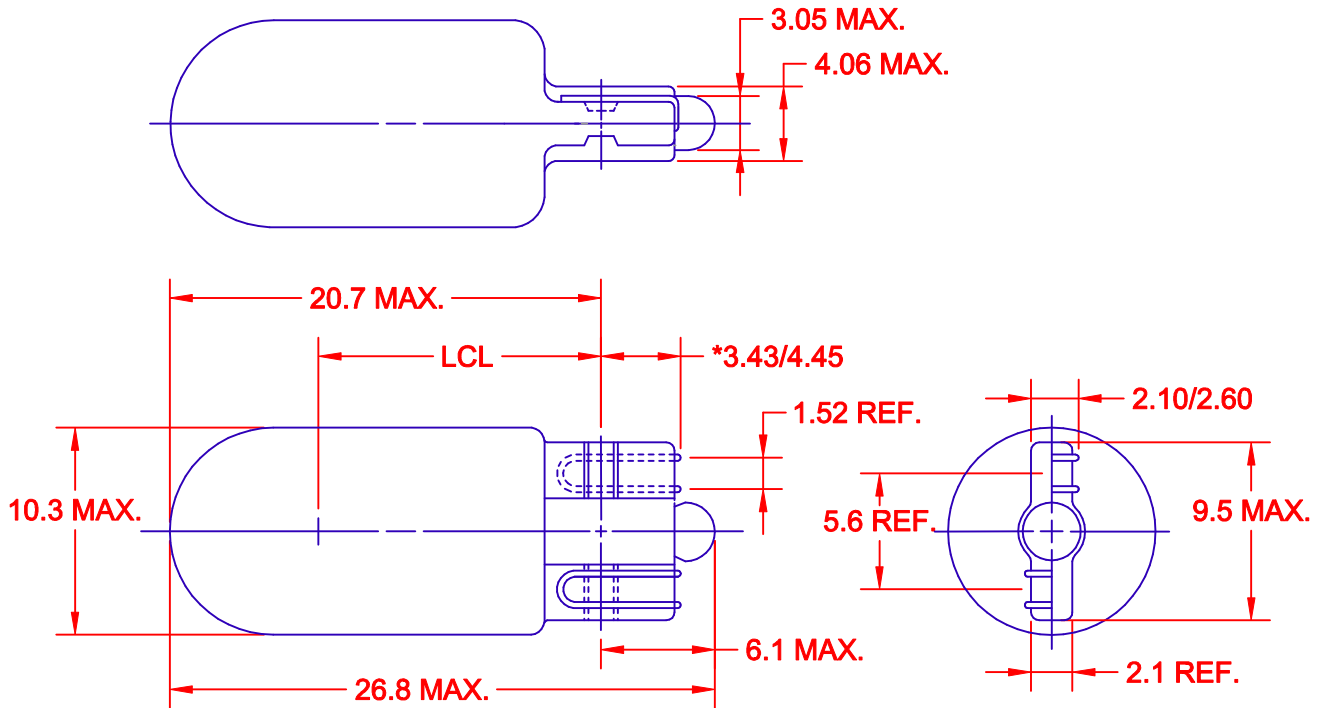 3.05 MAX.
4.06 MAX.
20.7 MAX.
LCL
*3.43/4.45
1.52 REF.
2.10/2.60
10.3 MAX.
5.6 REF.
9.5 MAX.
6.1 MAX.
2.1 REF.
26.8 MAX.